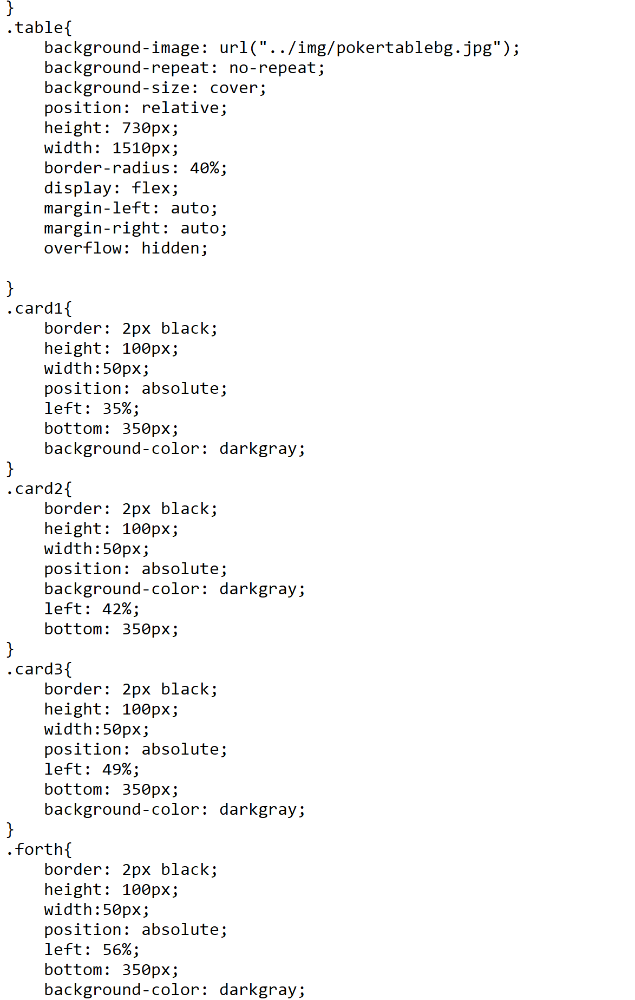 }
.table{
    background-image: url("../img/pokertablebg.jpg");
    background-repeat: no-repeat;
    background-size: cover;
    position: relative;
    height: 730px;
    width: 1510px;
    border-radius: 40%;
    display: flex;
    margin-left: auto;
    margin-right: auto;
    overflow: hidden;

}
.card1{
    border: 2px black;
    height: 100px;
    width:50px;
    position: absolute;
    left: 35%;
    bottom: 350px;
    background-color: darkgray;
}
.card2{
    border: 2px black;
    height: 100px;
    width:50px;
    position: absolute;
    background-color: darkgray;
    left: 42%;
    bottom: 350px;
}
.card3{
    border: 2px black;
    height: 100px;
    width:50px;
    position: absolute;
    left: 49%;
    bottom: 350px;
    background-color: darkgray;
}
.forth{
    border: 2px black;
    height: 100px;
    width:50px;
    position: absolute;
    left: 56%;
    bottom: 350px;
    background-color: darkgray;